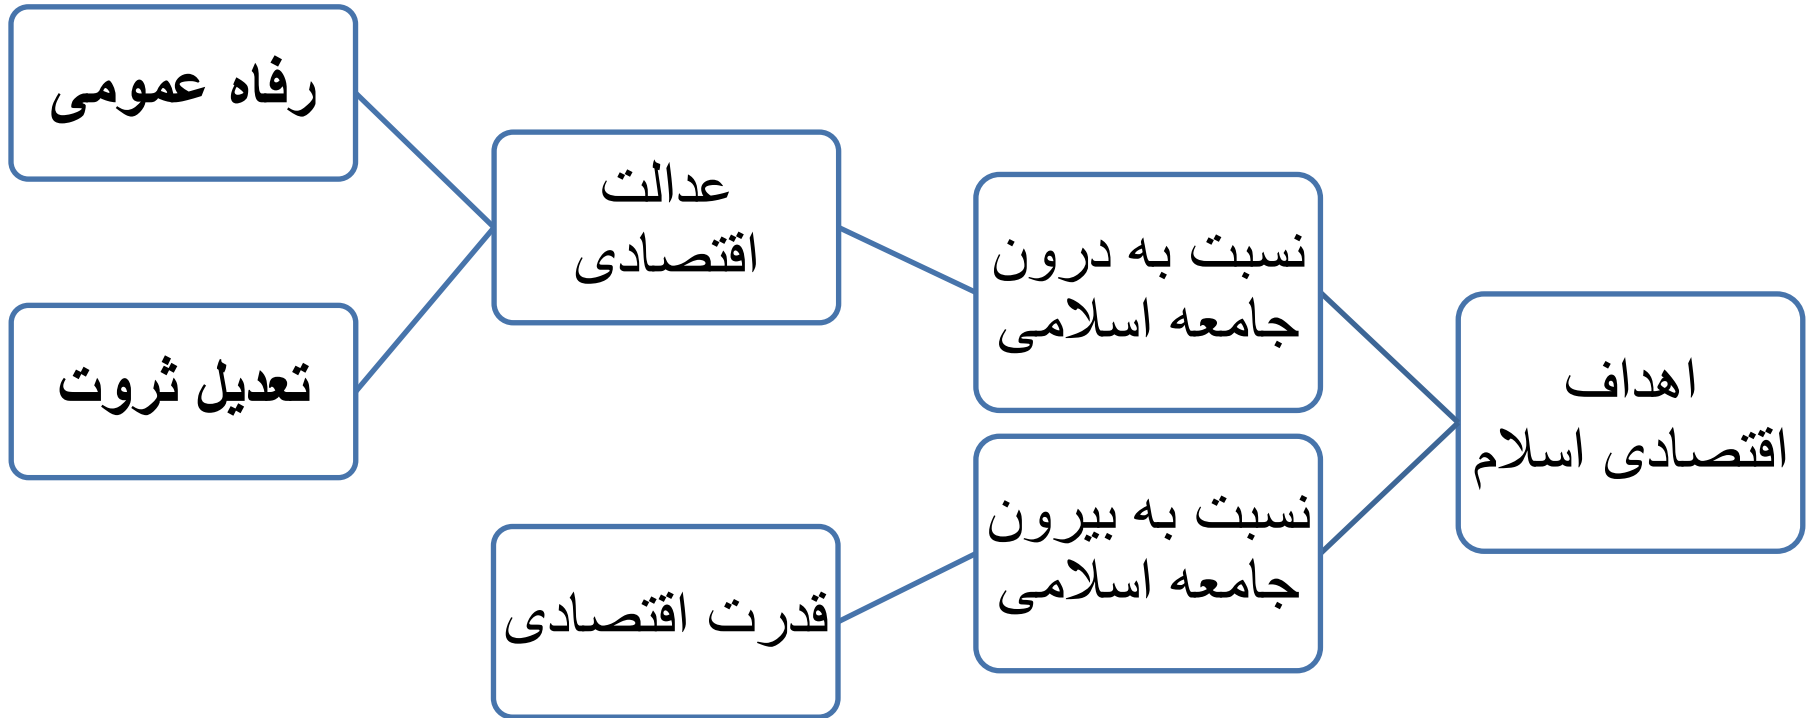 اهداف
اقتصادی اسلام
نسبت به درون
جامعه اسلامی
عدالت
اقتصادی
رفاه عمومی
تعدیل ثروت
نسبت به بیرون
جامعه اسلامی
قدرت اقتصادی